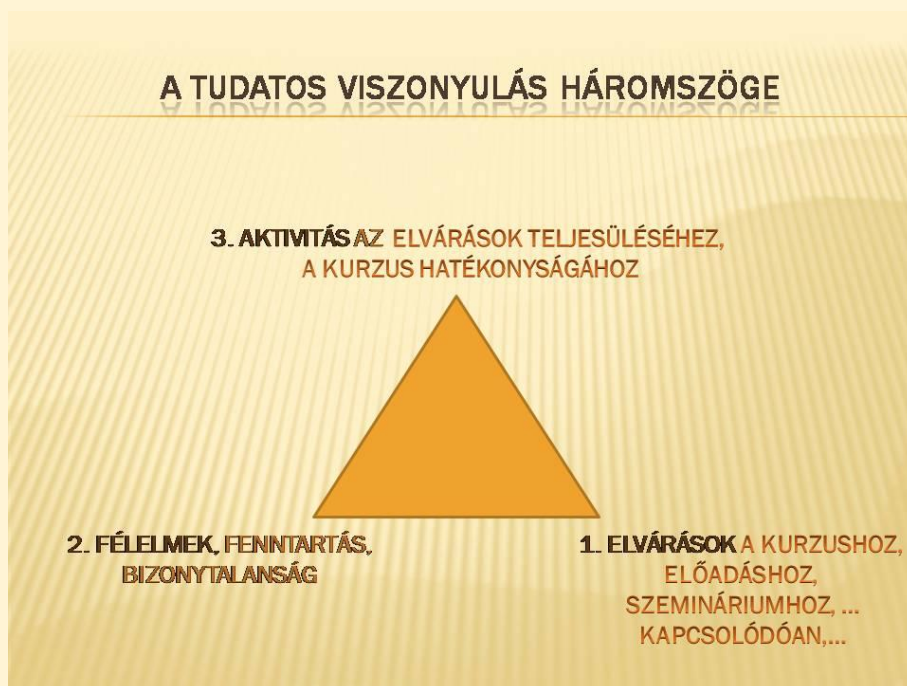 A TUDATOS VISZONYULÁS HÁROMSZÖGE
3. AKTIVITÁS AZ ELVÁRÁSOK TELJESÜLÉSÉHEZ,
A KURZUS HATÉKONYSÁGÁHOZ
2. FÉLELMEK, FENNTARTÁS,
BIZONYTALANSÁG
1. ELVÁRÁSOK A KURZUSHOZ,
ELŐADÁSHOZ,
SZEMINÁRIUMHOZ, ...
KAPCSOLÓDÓAN,...